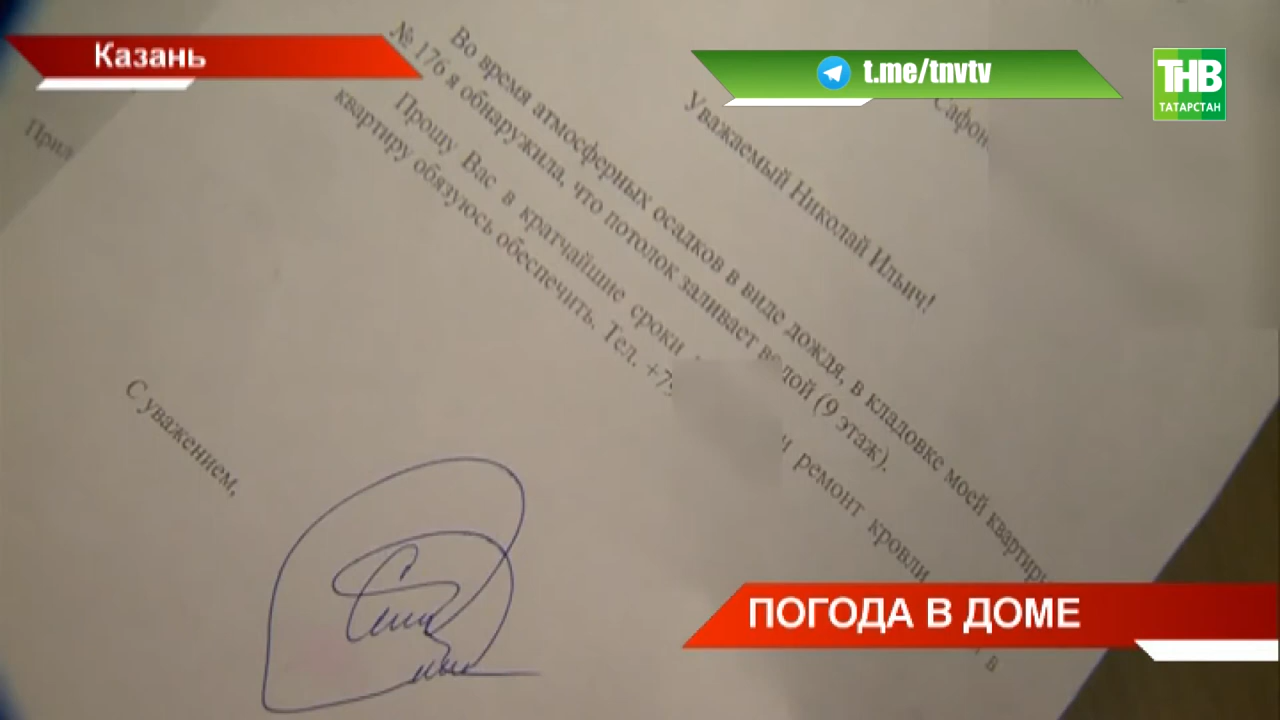 Казань
t.me/tnvtv
ТНВ
ТАТАРСТАН
Сафон
Уважаемый Николай Ильич!
Во время атмосферных осадков в виде дождя, в кладовке моей квартиры
№ 176 я обнаружила, что потолок заливает водой (9 этаж).
Прошу Вас в кратчайшие сроки ремонт кровли в
квартиру обязуюсь обеспечить. Тел. +7
С уважением,
Прил
ПОГОДА В ДОМЕ